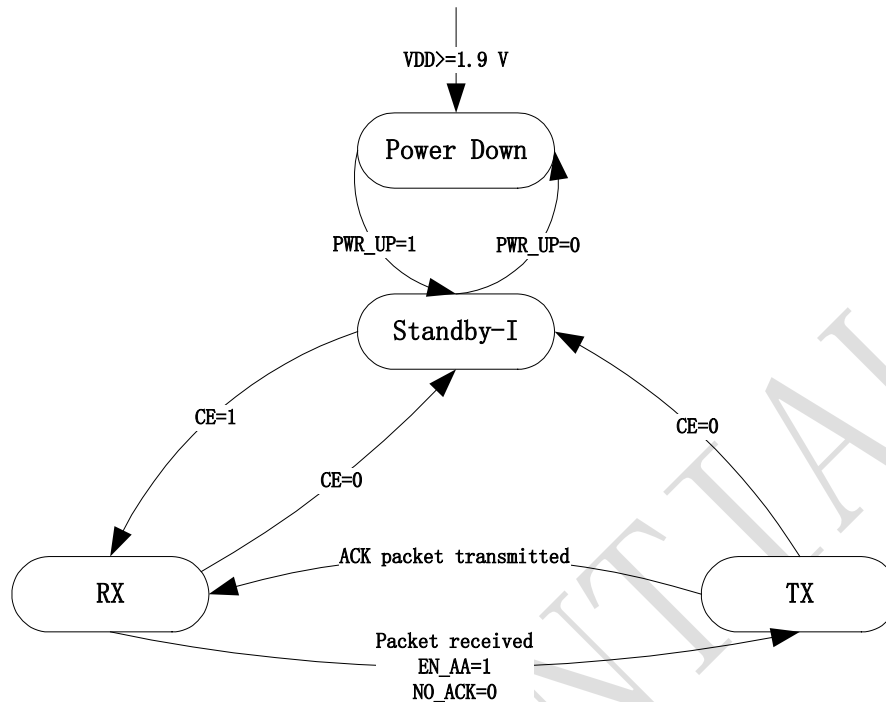 VDD>=1.9 V
Power Down
PWR_UP=1
PWR_UP=0
Standby-I
CE=1
CE=0
CE=0
ACK packet transmitted
RX
TX
Packet received
EN_AA=1
NO_ACK=0
NTIAL